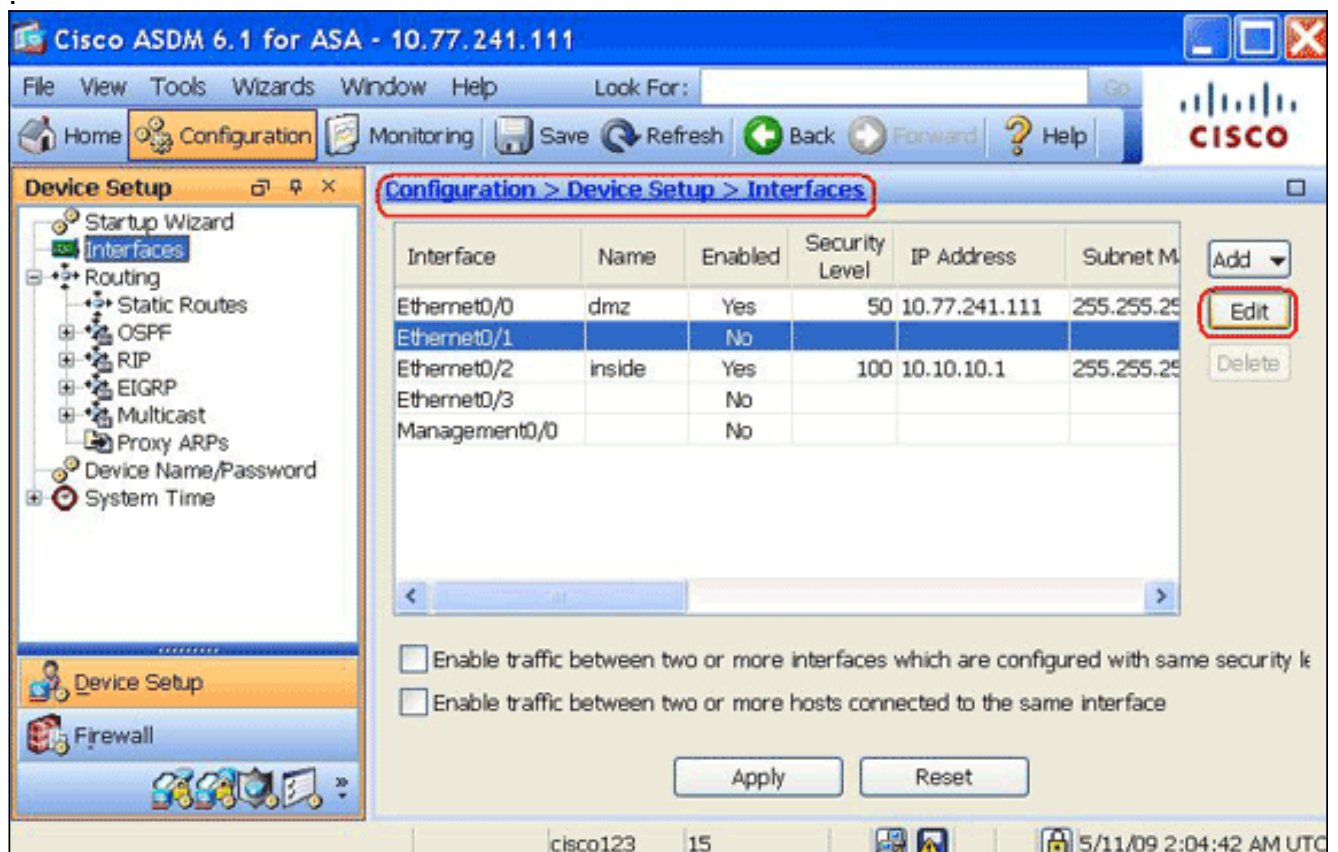 .
Cisco ASDM 6.1 for ASA - 10.77.241.111
File View Tools Wizards Window Help Look For: Go
Home Configuration Monitoring Save Refresh Back Forward Help
CISCO
Device Setup
Startup Wizard
Interfaces
Routing
Static Routes
OSPF
RIP
EIGRP
Multicast
Proxy ARPs
Device Name/Password
System Time
Device Setup
Firewall
Configuration > Device Setup > Interfaces
Interface Name Enabled Security Level IP Address Subnet M
Ethernet0/0 dmz Yes 50 10.77.241.111 255.255.25
Ethernet0/1 No
Ethernet0/2 inside Yes 100 10.10.10.1 255.255.25
Ethernet0/3 No
Management0/0 No
Add
Edit
Delete
Enable traffic between two or more interfaces which are configured with same security le
Enable traffic between two or more hosts connected to the same interface
Apply Reset
cisco123 15 5/11/09 2:04:42 AM UTC